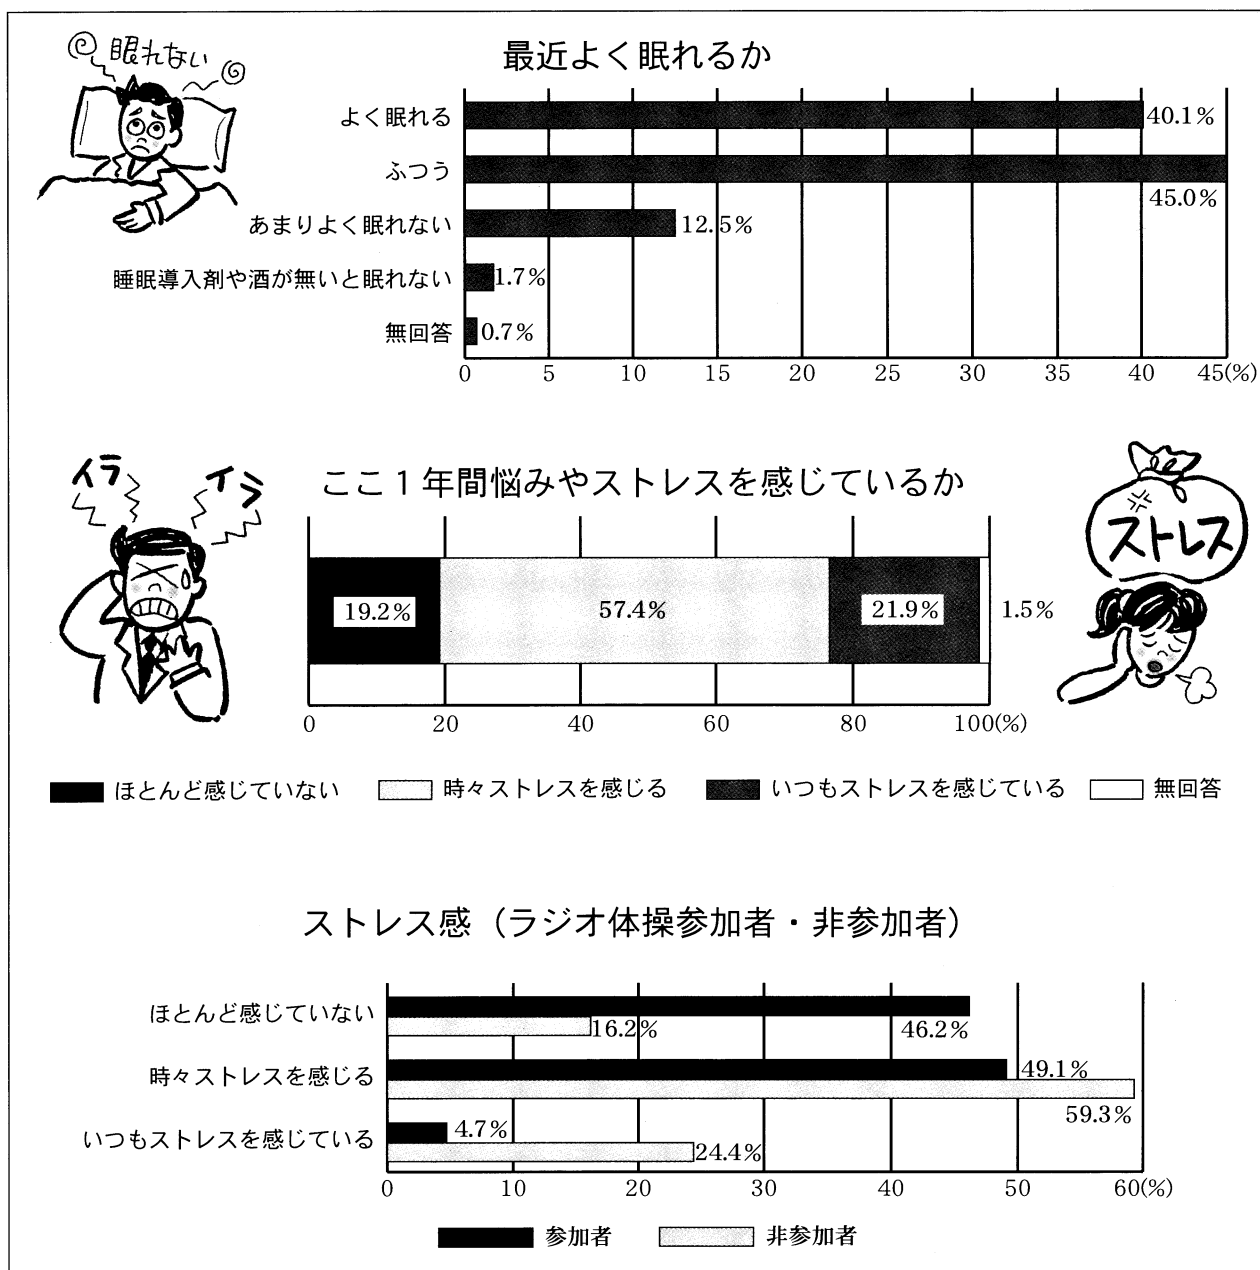 眠れない
最近よく眠れるか
よく眠れる 40.1%
ふつう
45.0%
あまりよく眠れない 12.5%
睡眠導入剤や酒が無いと眠れない 1.7%
無回答 0.7%
0 5 10 15 20 25 30 35 40 45(%)
イラ イラ
ここ1年間悩みやストレスを感じているか
ストレス
19.2% 57.4% 21.9% 1.5%
0 20 40 60 80 100(%)
ほとんど感じていない 時々ストレスを感じる いつもストレスを感じている 無回答
ストレス感(ラジオ体操参加者・非参加者)
ほとんど感じていない
16.2% 46.2%
時々ストレスを感じる 49.1%
59.3%
いつもストレスを感じている 4.7%
24.4%
0 10 20 30 40 50 60(%)
参加者 非参加者